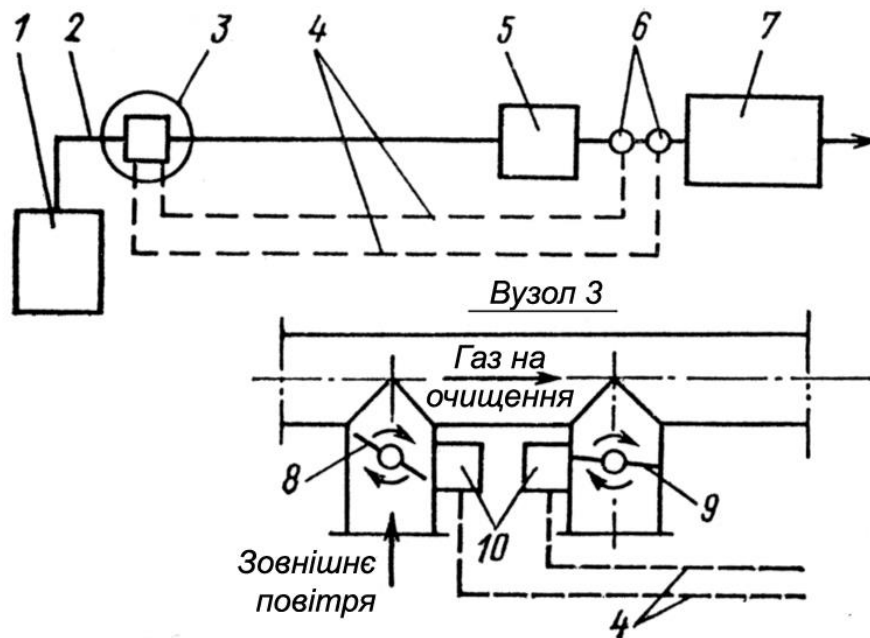 1 2 3 4 5 6 7
Вузол 3
Газ на
очищення
8 9
10
Зовнішнє
повітря
4